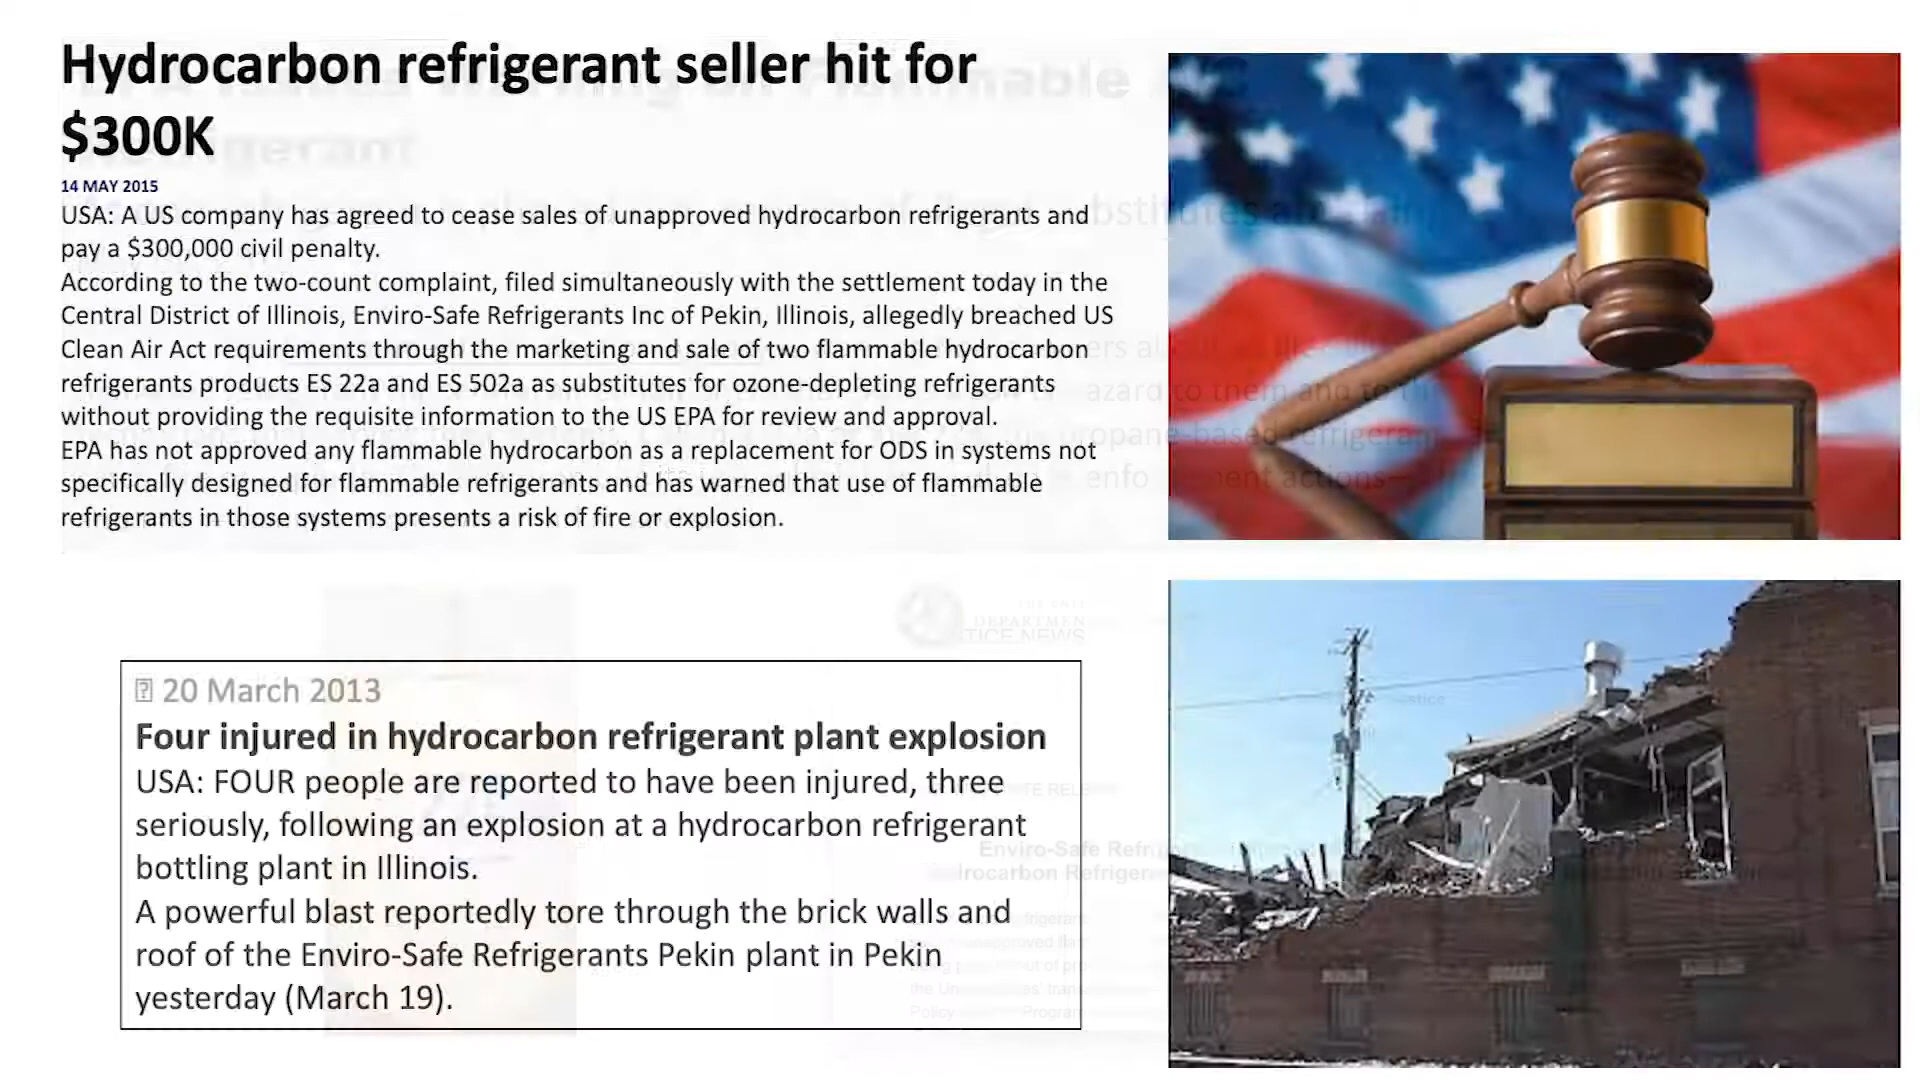 Hydrocarbon refrigerant seller hit for
$300K
14 MAY 2015
USA: A US company has agreed to cease sales of unapproved hydrocarbon refrigerants and
pay a $300,000 civil penalty.
According to the two-count complaint, filed simultaneously with the settlement today in the
Central District of Illinois, Enviro-Safe Refrigerants Inc of Pekin, Illinois, allegedly breached US
Clean Air Act requirements through the marketing and sale of two flammable hydrocarbon
refrigerants products ES 22a and ES 502a as substitutes for ozone-depleting refrigerants
without providing the requisite information to the US EPA for review and approval.
EPA has not approved any flammable hydrocarbon as a replacement for ODS in systems not
specifically designed for flammable refrigerants and has warned that use of flammable
refrigerants in those systems presents a risk of fire or explosion.
20 March 2013
Four injured in hydrocarbon refrigerant plant explosion
USA: FOUR people are reported to have been injured, three
seriously, following an explosion at a hydrocarbon refrigerant
bottling plant in Illinois.
A powerful blast reportedly tore through the brick walls and
roof of the Enviro-Safe Refrigerants Pekin plant in Pekin
yesterday (March 19).